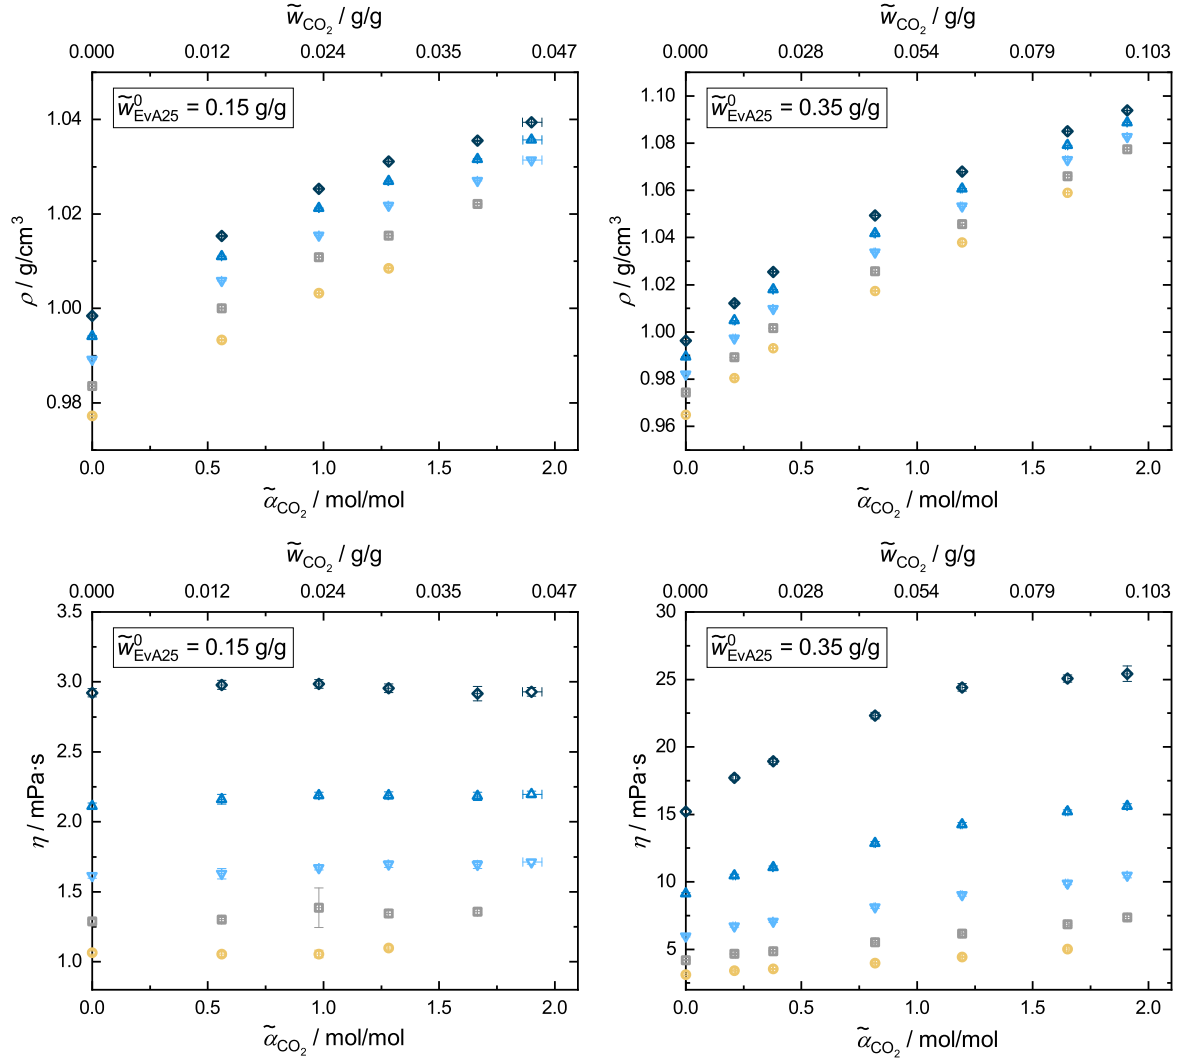 w̃CO₂ / g/g
w̃CO₂ / g/g
0.000 0.012 0.024 0.035 0.047
0.000 0.028 0.054 0.079 0.103
w̃⁰EvA25 = 0.15 g/g
w̃⁰EvA25 = 0.35 g/g
1.04
1.02
1.00
0.98
ρ / g/cm³
1.10
1.08
1.06
1.04
1.02
1.00
0.98
0.96
ρ / g/cm³
0.0 0.5 1.0 1.5 2.0
0.0 0.5 1.0 1.5 2.0
α̃CO₂ / mol/mol
α̃CO₂ / mol/mol
w̃CO₂ / g/g
w̃CO₂ / g/g
0.000 0.012 0.024 0.035 0.047
0.000 0.028 0.054 0.079 0.103
w̃⁰EvA25 = 0.15 g/g
w̃⁰EvA25 = 0.35 g/g
3.5
3.0
2.5
2.0
1.5
1.0
η / mPa·s
30
25
20
15
10
5
η / mPa·s
0.0 0.5 1.0 1.5 2.0
0.0 0.5 1.0 1.5 2.0
α̃CO₂ / mol/mol
α̃CO₂ / mol/mol